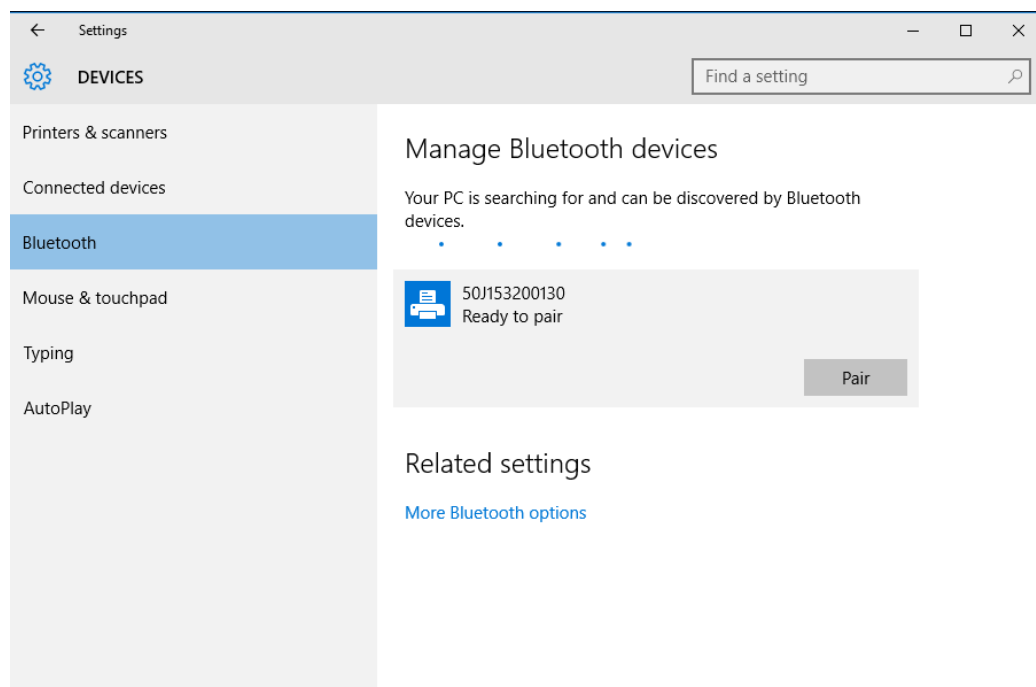 Settings
DEVICES
Find a setting
Printers & scanners
Connected devices
Bluetooth
Mouse & touchpad
Typing
AutoPlay
Manage Bluetooth devices
Your PC is searching for and can be discovered by Bluetooth
devices.
50J153200130
Ready to pair
Pair
Related settings
More Bluetooth options